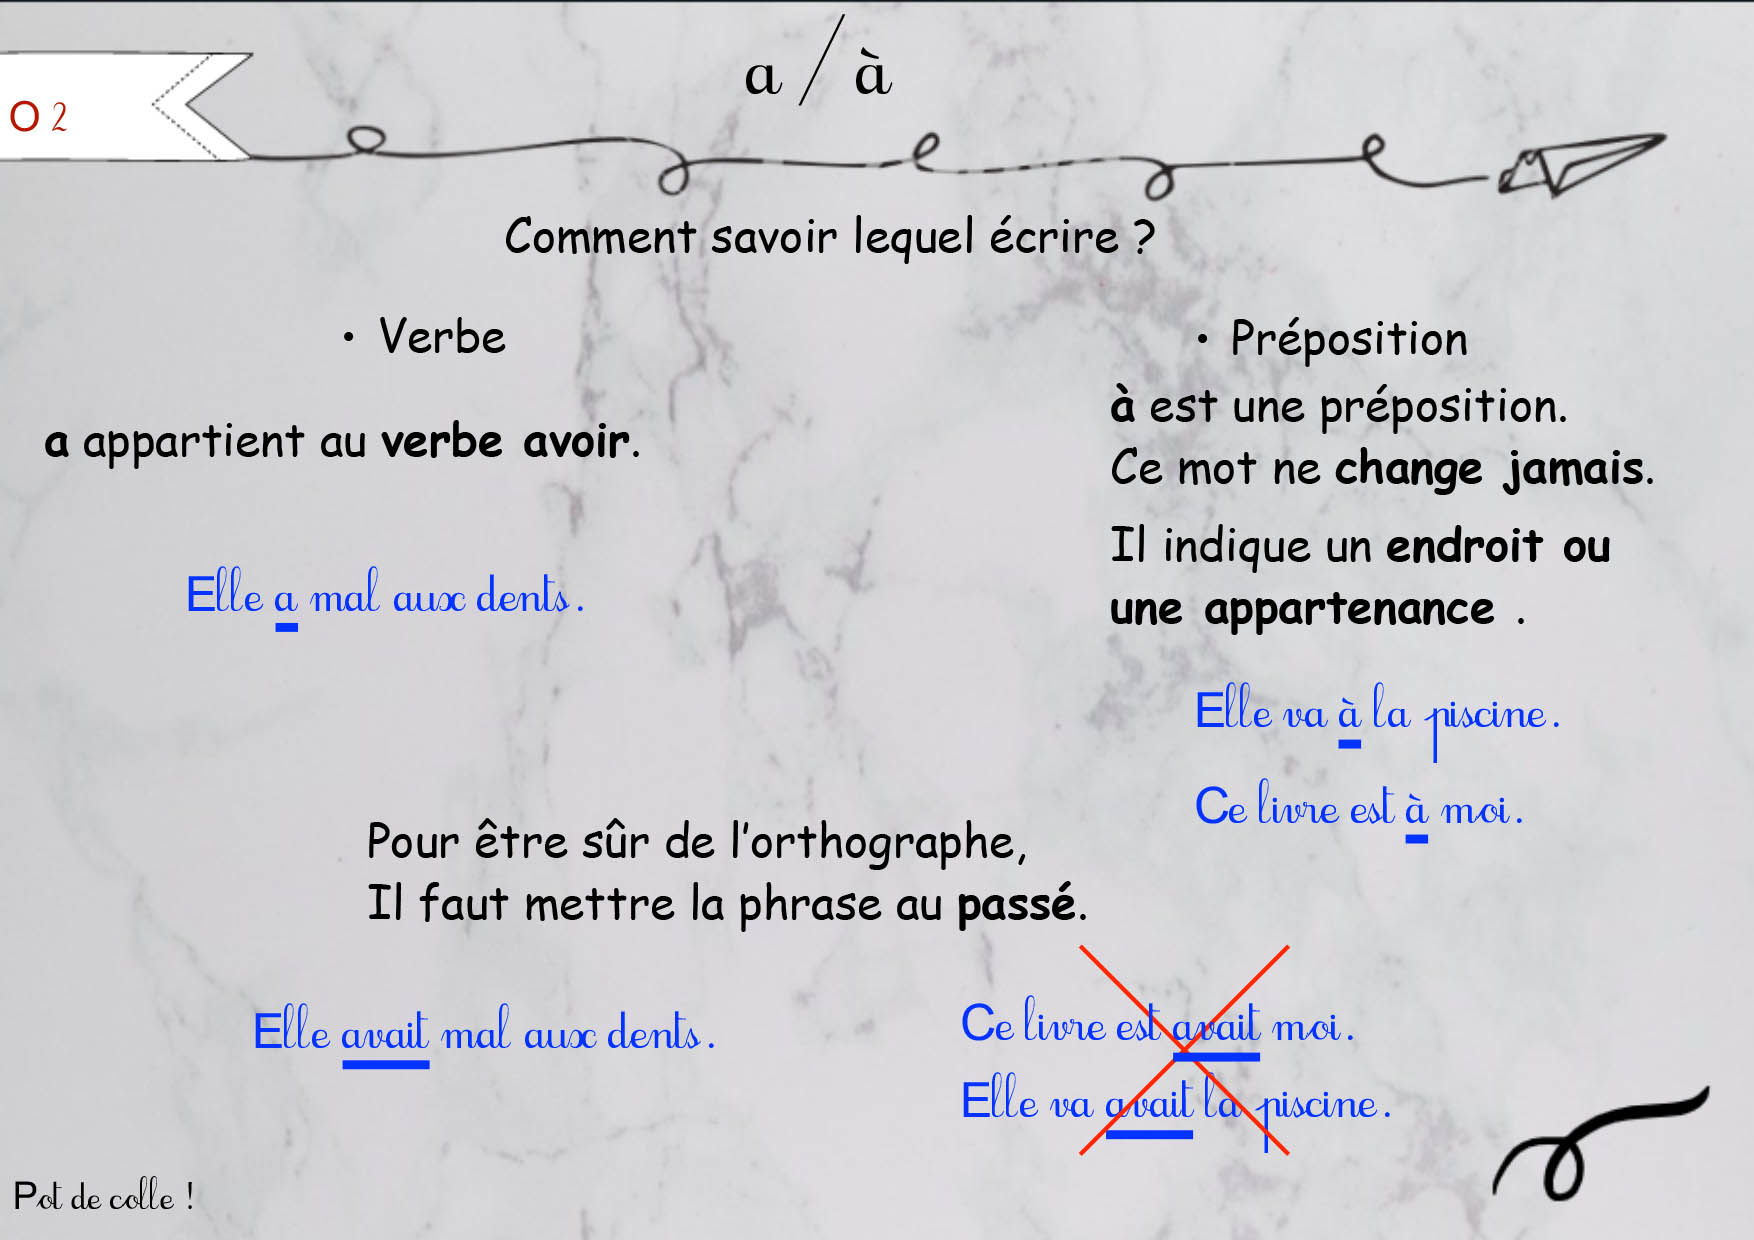 a / à
O 2
Comment savoir lequel écrire ?
• Verbe
a appartient au verbe avoir.
Elle a mal aux dents.
• Préposition
à est une préposition.
Ce mot ne change jamais.
Il indique un endroit ou
une appartenance .
Elle va à la piscine.
Ce livre est à moi.
Pour être sûr de l'orthographe,
Il faut mettre la phrase au passé.
Elle avait mal aux dents.
Ce livre est avait moi.
Elle va avait la piscine.
Pot de colle !